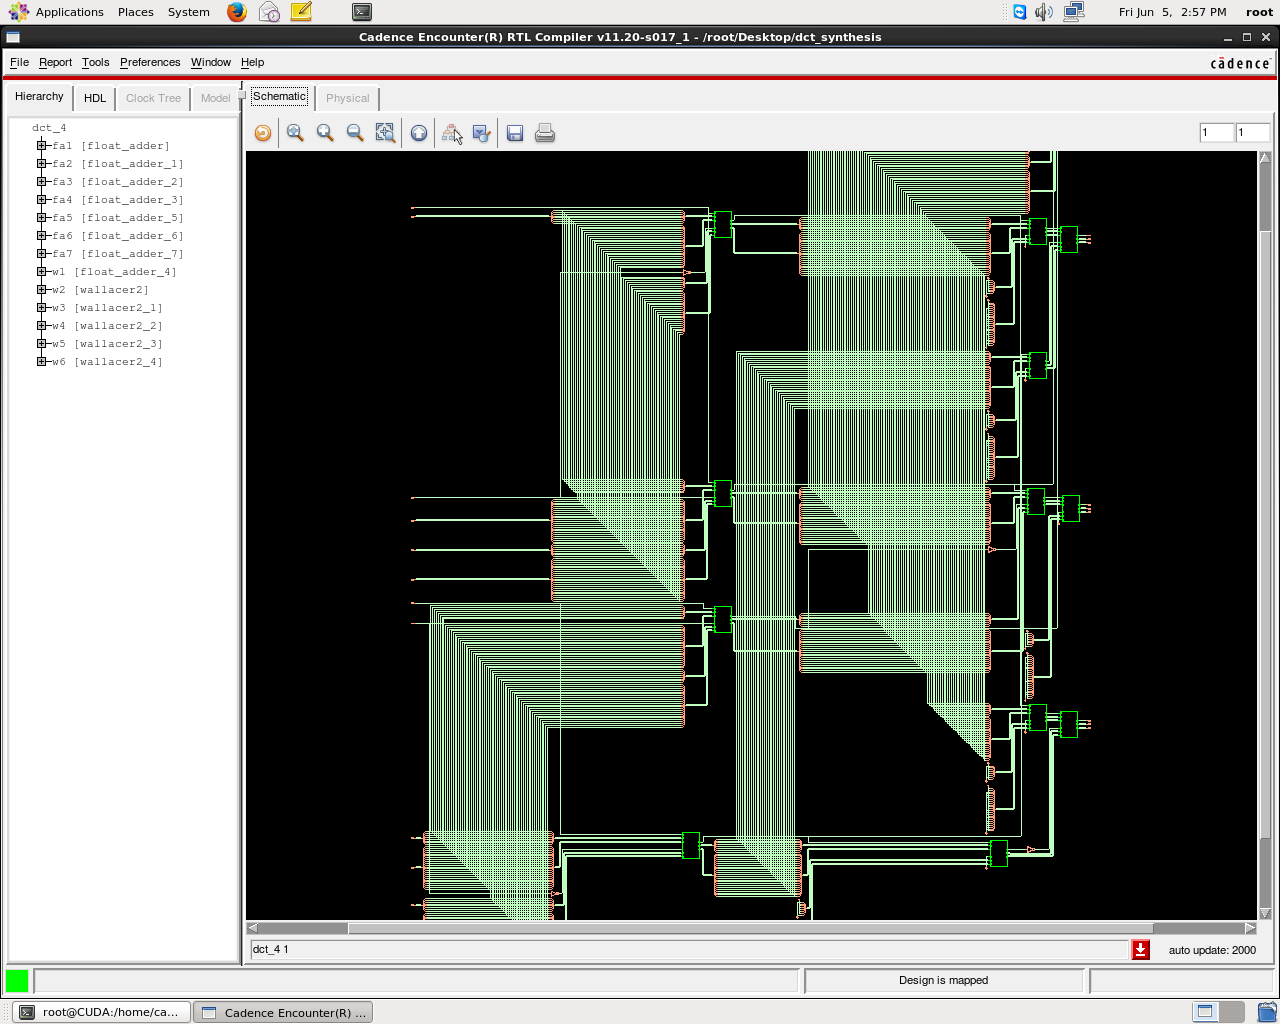 Applications Places System Fri Jun 5, 2:57 PM root
Cadence Encounter(R) RTL Compiler v11.20-s017_1 - /root/Desktop/dct_synthesis
File Report Tools Preferences Window Help cādence
Hierarchy HDL Clock Tree Model Schematic Physical
1 1
dct_4
fa1 [float_adder]
fa2 [float_adder_1]
fa3 [float_adder_2]
fa4 [float_adder_3]
fa5 [float_adder_5]
fa6 [float_adder_6]
fa7 [float_adder_7]
w1 [float_adder_4]
w2 [wallacer2]
w3 [wallacer2_1]
w4 [wallacer2_2]
w5 [wallacer2_3]
w6 [wallacer2_4]
dct_4 1 auto update: 2000
Design is mapped
root@CUDA:/home/ca... Cadence Encounter(R) ...